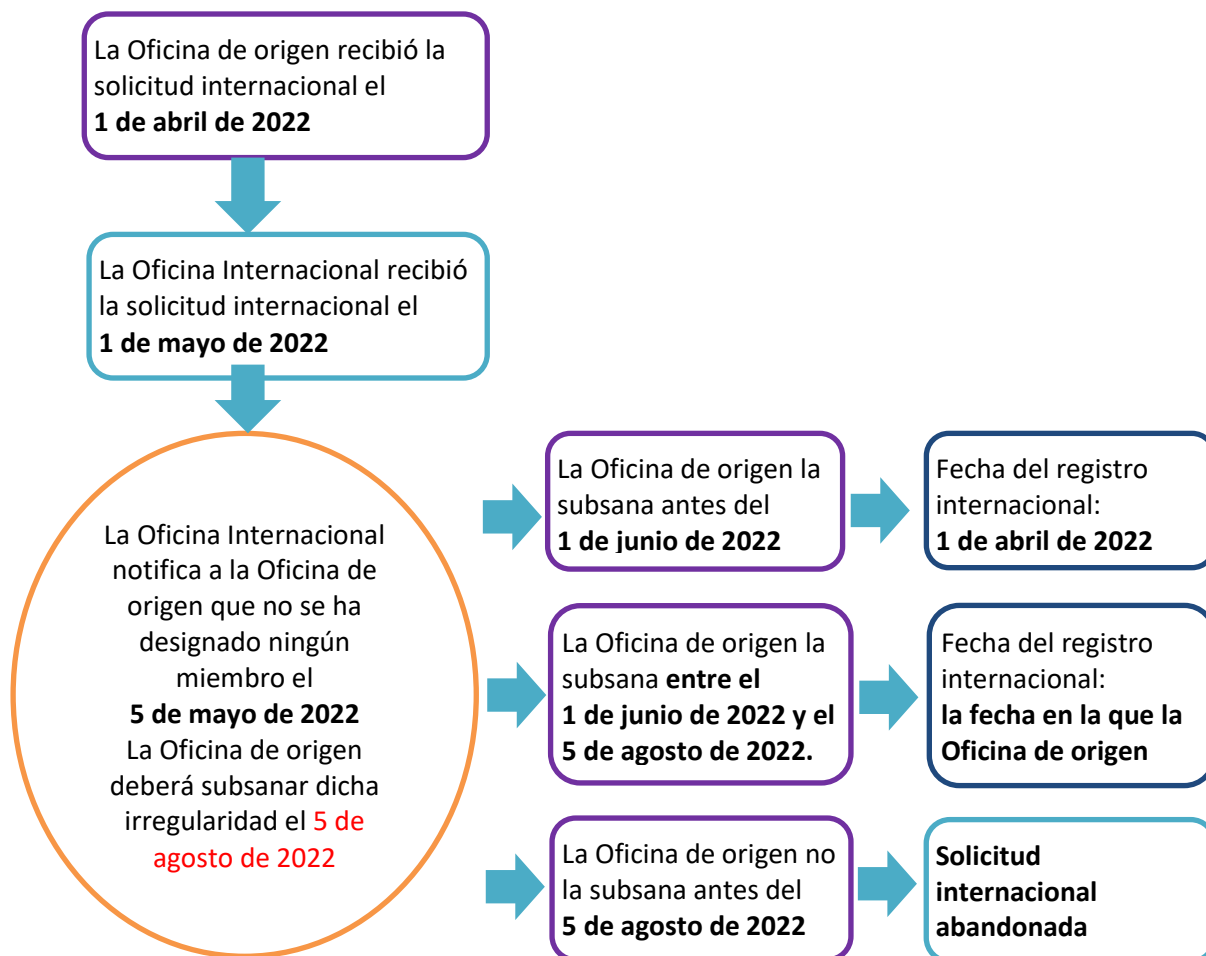 La Oficina de origen recibió la
solicitud internacional el
1 de abril de 2022
La Oficina Internacional recibió
la solicitud internacional el
1 de mayo de 2022
La Oficina Internacional
notifica a la Oficina de
origen que no se ha
designado ningún
miembro el
5 de mayo de 2022
La Oficina de origen
deberá subsanar dicha
irregularidad el 5 de
agosto de 2022
La Oficina de origen la
subsana antes del
1 de junio de 2022
Fecha del registro
internacional:
1 de abril de 2022
La Oficina de origen la
subsana entre el
1 de junio de 2022 y el
5 de agosto de 2022.
Fecha del registro
internacional:
la fecha en la que la
Oficina de origen
La Oficina de origen no
la subsana antes del
5 de agosto de 2022
Solicitud
internacional
abandonada